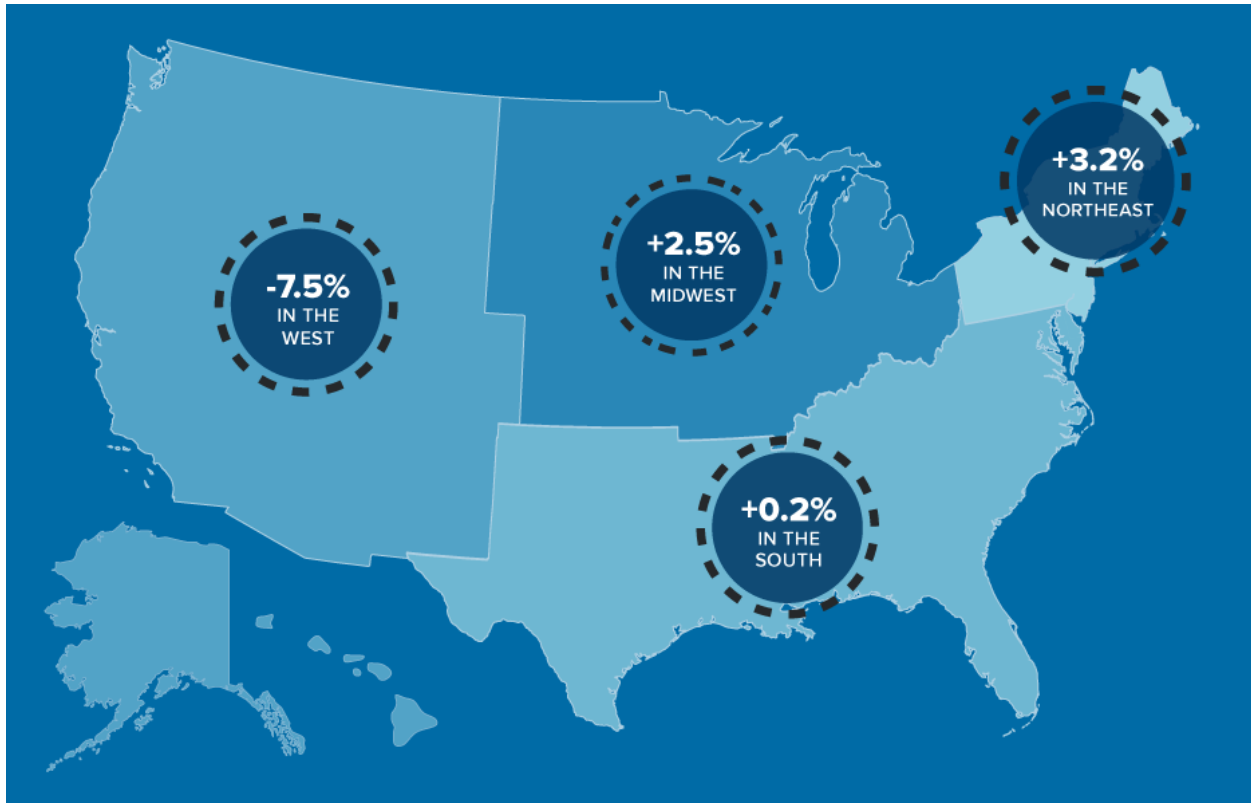 +3.2%
IN THE
NORTHEAST
+2.5%
IN THE
MIDWEST
-7.5%
IN THE
WEST
+0.2%
IN THE
SOUTH